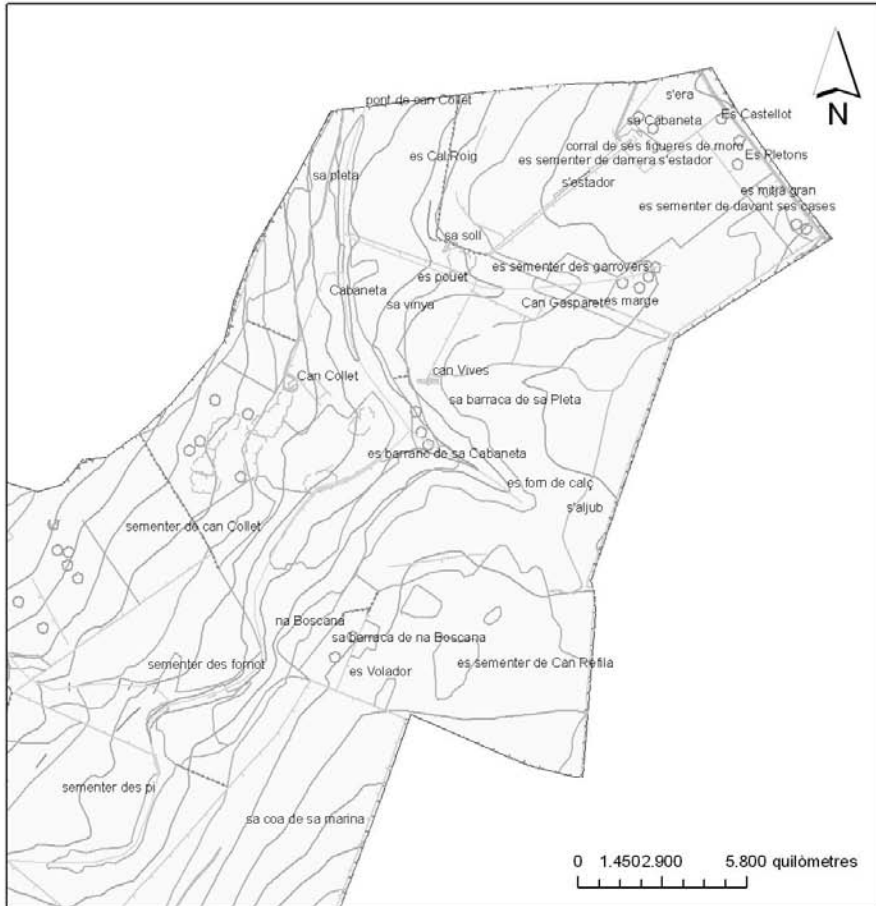 s'era
pont de can Collet
Es Castellot
sa Cabaneta
N
corral de ses figueres de moro
es Cal Roig
Es Pletons
es sementer de darrera s'estador
sa pleta
s'estador
es mitja gran
es sementer de davant ses cases
sa soll
es sementer des garrovers
es pouet
Cabaneta
sa vinya
Can Gasparet
es marge
can Vives
Can Collet
sa barraca de sa Pleta
es barranc de sa Cabaneta
es forn de calç
s'aljub
sementer de can Collet
na Boscana
sa barraca de na Boscana
sementer des fornot
es Volador
es sementer de Can Refila
sementer des pi
sa coa de sa marina
0 1.450 2.900 5.800 quilòmetres